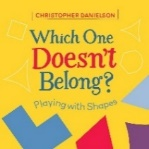 CHRISTOPHER DANIELSON
Which One
Doesn't
Belong?
Playing with Shapes